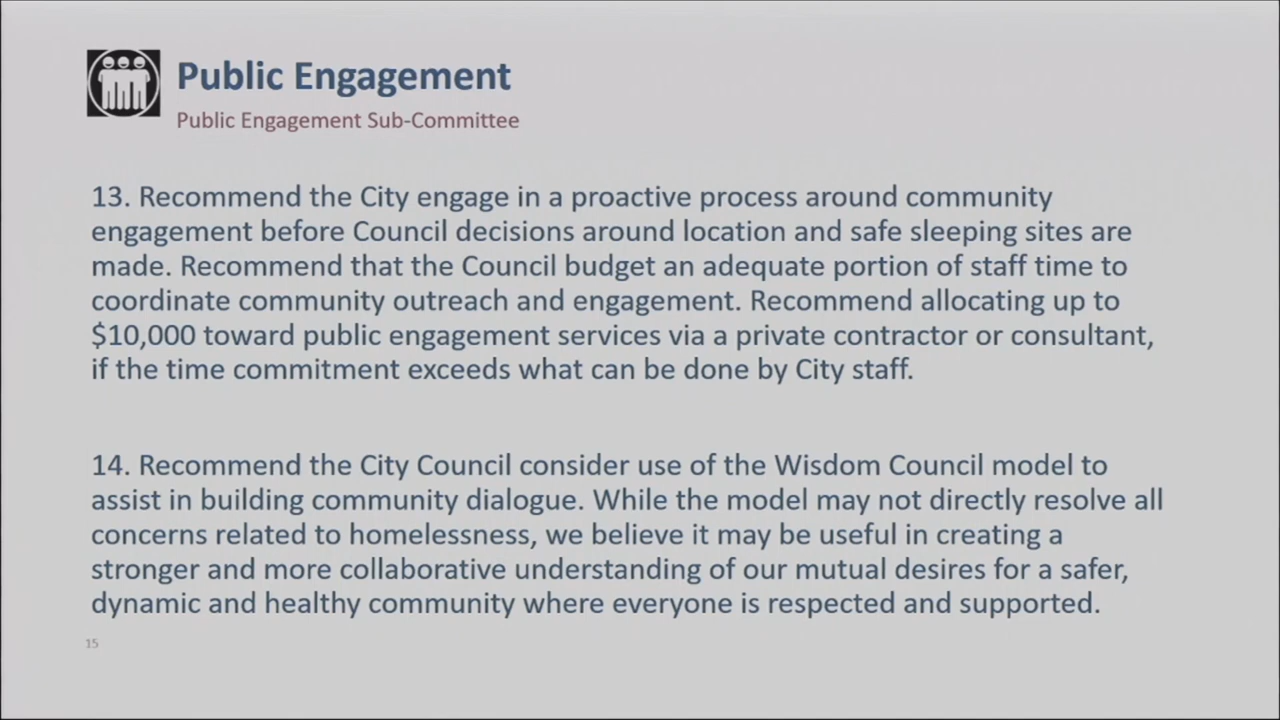 Public Engagement
Public Engagement Sub-Committee
13. Recommend the City engage in a proactive process around community
engagement before Council decisions around location and safe sleeping sites are
made. Recommend that the Council budget an adequate portion of staff time to
coordinate community outreach and engagement. Recommend allocating up to
$10,000 toward public engagement services via a private contractor or consultant,
if the time commitment exceeds what can be done by City staff.
14. Recommend the City Council consider use of the Wisdom Council model to
assist in building community dialogue. While the model may not directly resolve all
concerns related to homelessness, we believe it may be useful in creating a
stronger and more collaborative understanding of our mutual desires for a safer,
dynamic and healthy community where everyone is respected and supported.
15